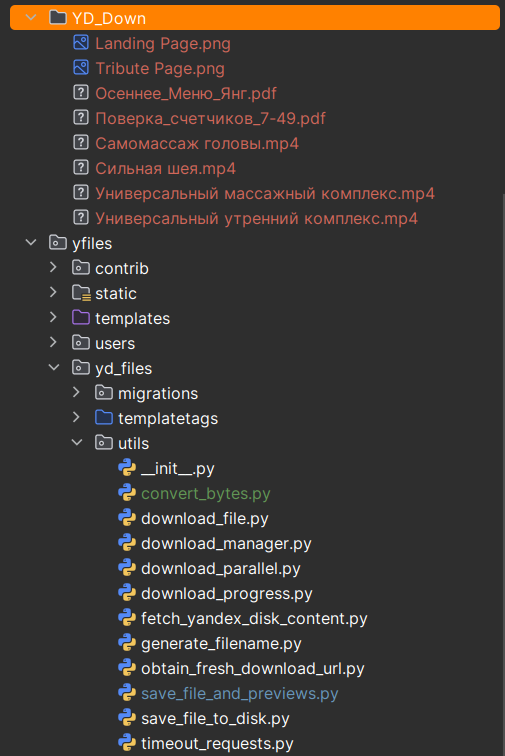 YD_Down
Landing Page.png
Tribute Page.png
Осеннее_Меню_Янг.pdf
Поверка_счетчиков_7-49.pdf
Самомассаж головы.mp4
Сильная шея.mp4
Универсальный массажный комплекс.mp4
Универсальный утренний комплекс.mp4
yfiles
contrib
static
templates
users
yd_files
migrations
templatetags
utils
__init__.py
convert_bytes.py
download_file.py
download_manager.py
download_parallel.py
download_progress.py
fetch_yandex_disk_content.py
generate_filename.py
obtain_fresh_download_url.py
save_file_and_previews.py
save_file_to_disk.py
timeout_requests.py